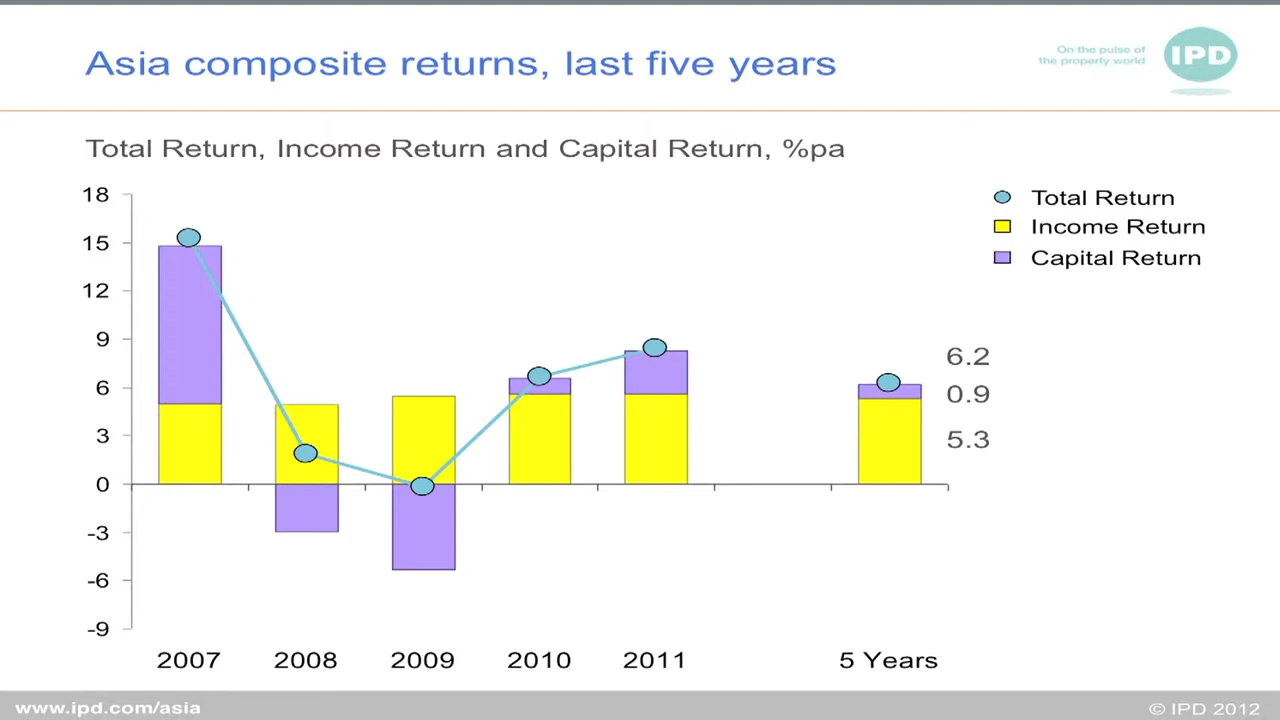 Asia composite returns, last five years
On the pulse of
the property world
IPD
Total Return, Income Return and Capital Return, %pa
18
15
12
9
6
3
0
-3
-6
-9
Total Return
Income Return
Capital Return
6.2
0.9
5.3
2007 2008 2009 2010 2011 5 Years
www.ipd.com/asia
© IPD 2012